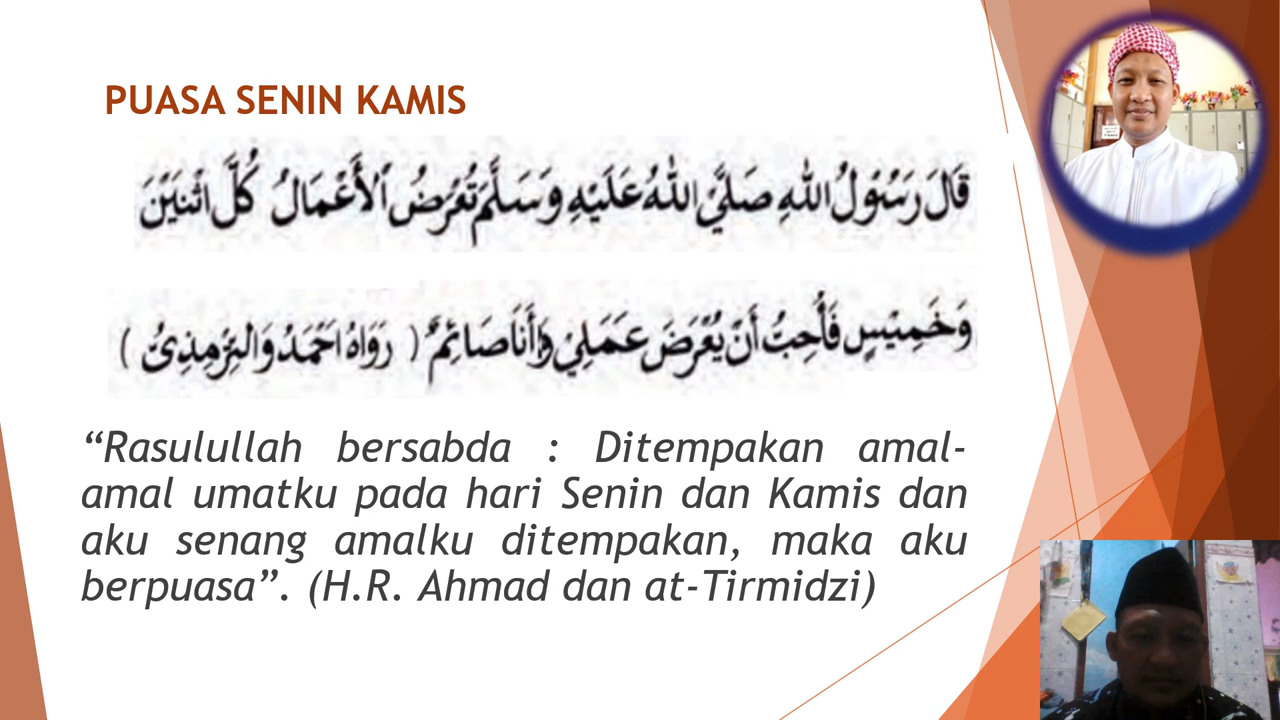 PUASA SENIN KAMIS
قَالَ رَسُوْلُ اللهِ صَلَّى اللهُ عَلَيْهِ وَسَلَّمَ تُعْرَضُ الْأَعْمَالُ كُلَّ اثْنَيْنَ
وَخَمِيْسٍ فَأُحِبُّ أَنْ يُعْرَضَ عَمَلِيْ وَأَنَا صَائِمٌ ( رَوَاهُ اَحْمَدُ وَالتِّرْمِذِىُّ )
“Rasulullah bersabda : Ditempakan amal-
amal umatku pada hari Senin dan Kamis dan
aku senang amalku ditempakan, maka aku
berpuasa”. (H.R. Ahmad dan at-Tirmidzi)